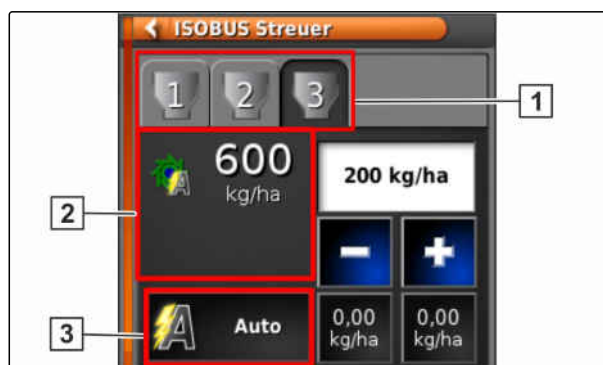 ISOBUS Streuer
1 2 3
1
600
kg/ha
200 kg/ha
2
- +
3
A Auto
0,00
kg/ha
0,00
kg/ha